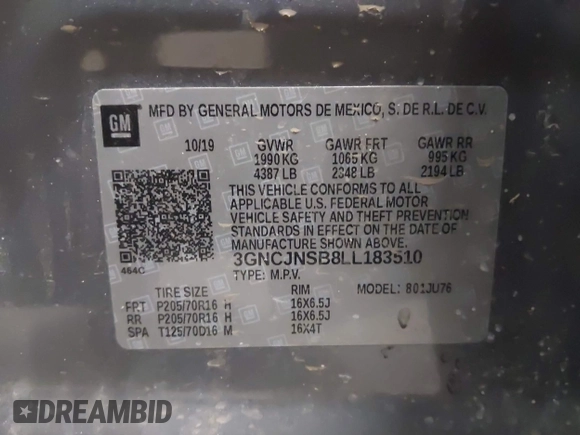 GM
MFD BY GENERAL MOTORS DE MEXICO, S. DE R.L. DE C.V.
10/19 GVWR GAWR FRT GAWR RR
1990 KG 1065 KG 995 KG
4387 LB 2348 LB 2194 LB
THIS VEHICLE CONFORMS TO ALL
APPLICABLE U.S. FEDERAL MOTOR
VEHICLE SAFETY AND THEFT PREVENTION
STANDARDS IN EFFECT ON THE DATE OF
MANUFACTURE SHOWN ABOVE.
3GNCJNSB8LL183510
TYPE: M.P.V.
464C
TIRE SIZE RIM MODEL: 801JU76
FRT P205/70R16 H 16X6.5J
RR P205/70R16 H 16X6.5J
SPA T125/70D16 M 16X4T
DREAMBID